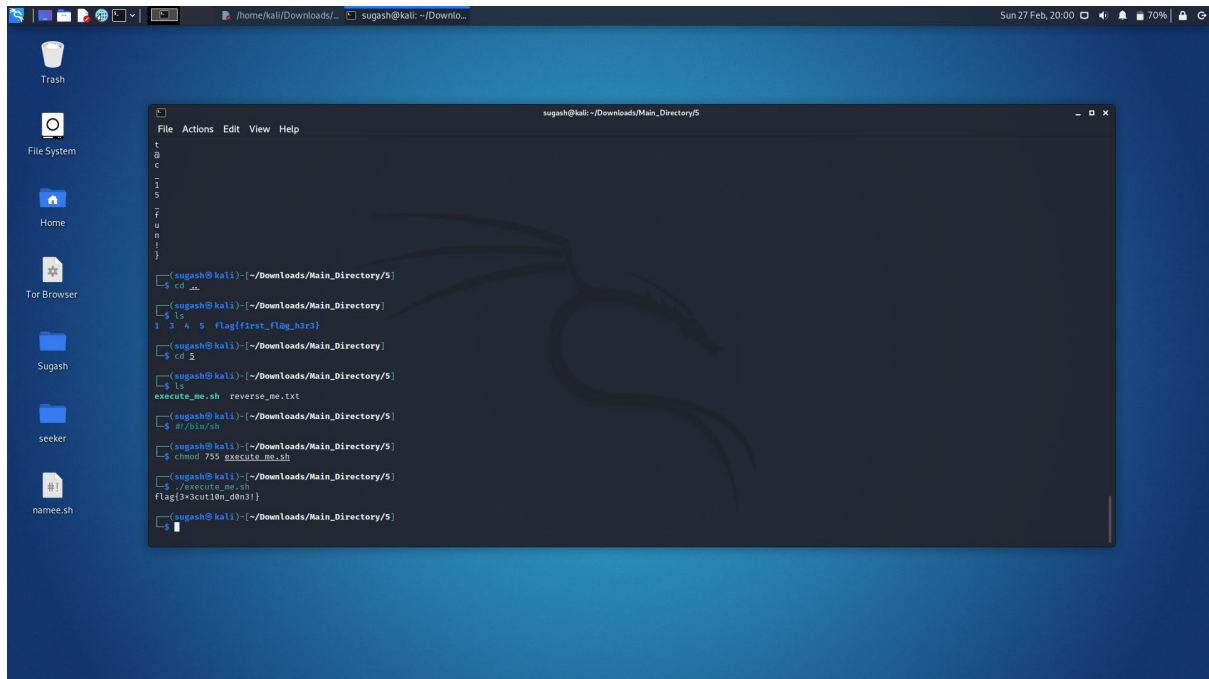 /home/kali/Downloads/... sugash@kali: ~/Downlo... Sun 27 Feb, 20:00 70%
Trash
File System
Home
Tor Browser
Sugash
seeker
#!
namee.sh
sugash@kali: ~/Downloads/Main_Directory/5
File Actions Edit View Help
t
@
c
_
1
5
_
f
u
n
!
}
┌──(sugash㉿kali)-[~/Downloads/Main_Directory/5]
└─$ cd ..
┌──(sugash㉿kali)-[~/Downloads/Main_Directory]
└─$ ls
1 3 4 5 flag{f1rst_fl@g_h3r3}
┌──(sugash㉿kali)-[~/Downloads/Main_Directory]
└─$ cd 5
┌──(sugash㉿kali)-[~/Downloads/Main_Directory/5]
└─$ ls
execute_me.sh reverse_me.txt
┌──(sugash㉿kali)-[~/Downloads/Main_Directory/5]
└─$ #!/bin/sh
┌──(sugash㉿kali)-[~/Downloads/Main_Directory/5]
└─$ chmod 755 execute_me.sh
┌──(sugash㉿kali)-[~/Downloads/Main_Directory/5]
└─$ ./execute_me.sh
flag{3×3cut10n_d0n3!}
┌──(sugash㉿kali)-[~/Downloads/Main_Directory/5]
└─$